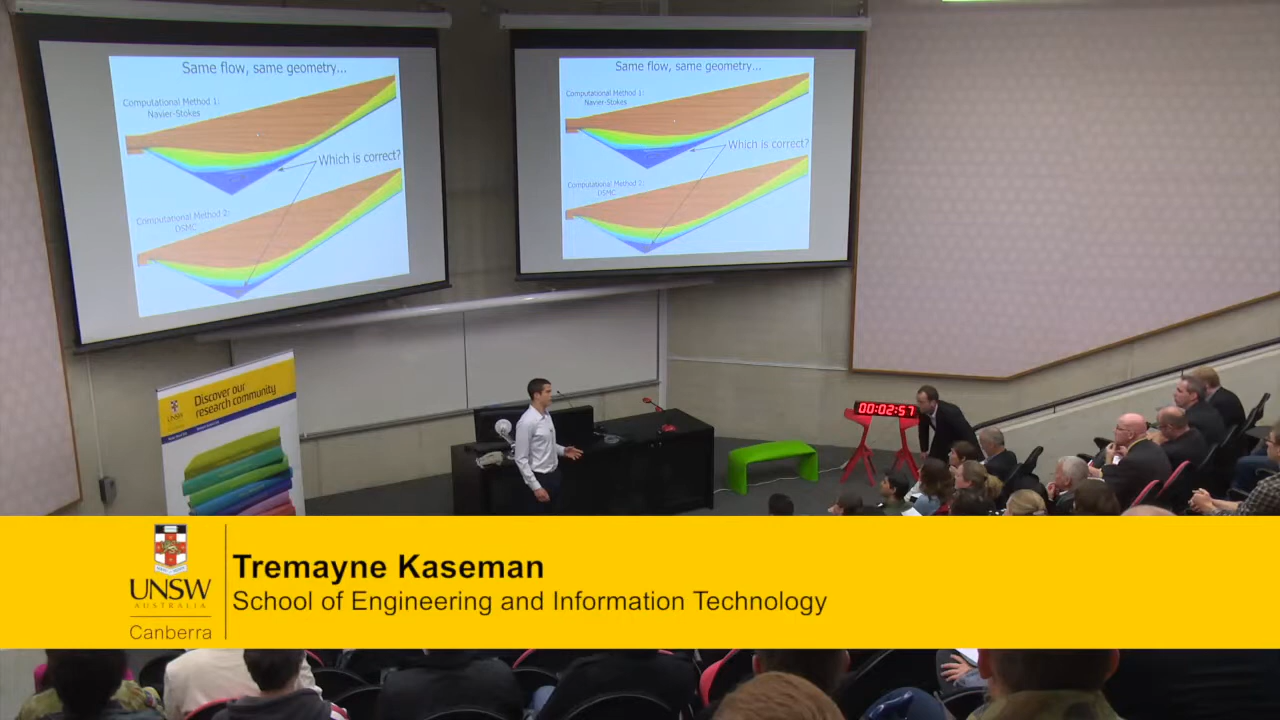 Same flow, same geometry...
Computational Method 1:
Navier-Stokes
Which is correct?
Computational Method 2:
DSMC
Same flow, same geometry...
Computational Method 1:
Navier-Stokes
Which is correct?
Computational Method 2:
DSMC
Discover our
research community
UNSW
00:02:57
UNSW
AUSTRALIA
Canberra
Tremayne Kaseman
School of Engineering and Information Technology